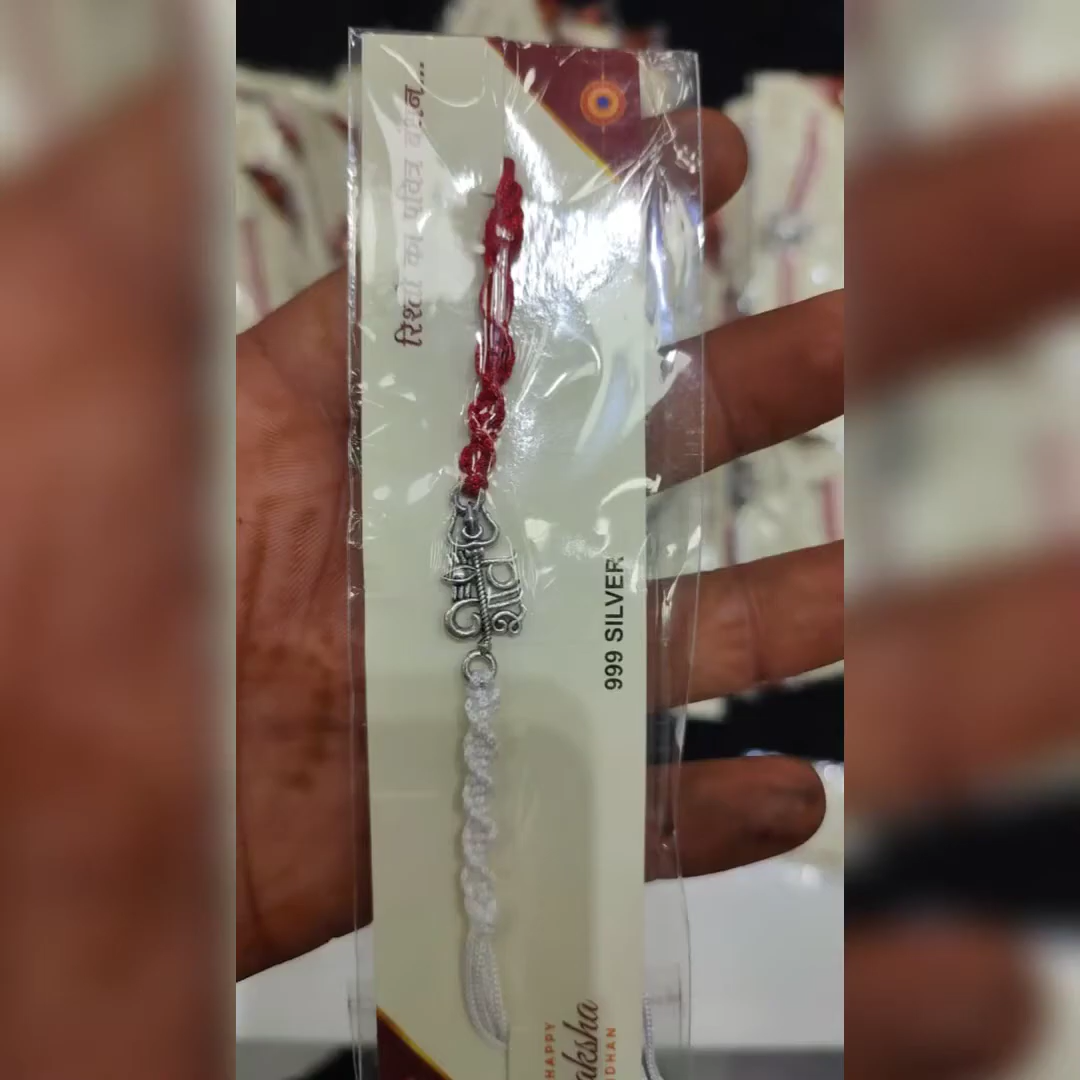 रिश्तों का पवित्र बंधन...
शिव
999 SILVER
HAPPY
aksha
DHAN